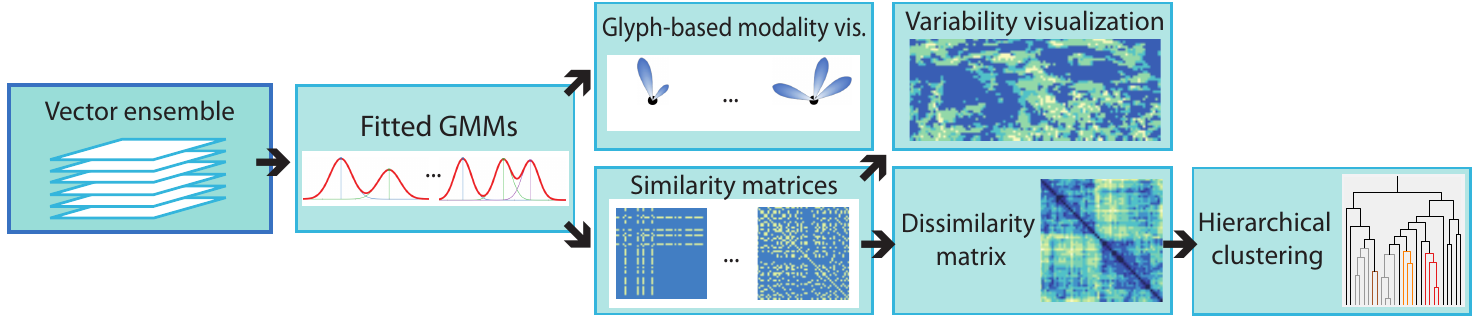 Vector ensemble
Fitted GMMs
...
Glyph-based modality vis.
...
Similarity matrices
...
Variability visualization
Dissimilarity
matrix
Hierarchical
clustering